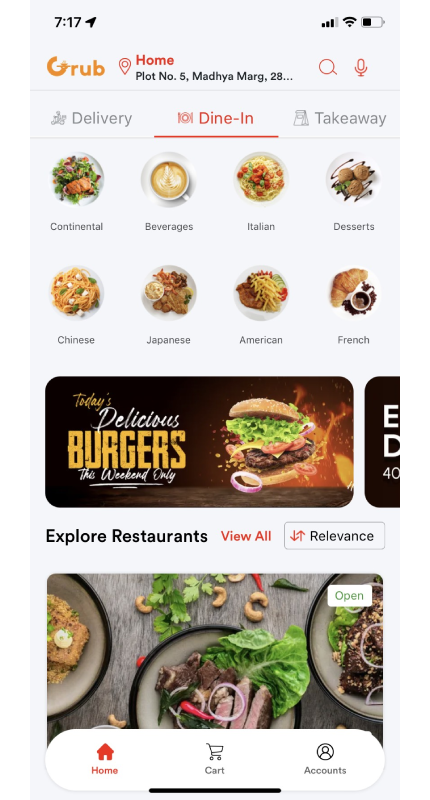 7:17
Grub
Home
Plot No. 5, Madhya Marg, 28...
Delivery
Dine-In
Takeaway
Continental
Beverages
Italian
Desserts
Chinese
Japanese
American
French
Today's
Delicious
BURGERS
This Weekend Only
E
D
40
Explore Restaurants
View All
Relevance
Open
Home
Cart
Accounts